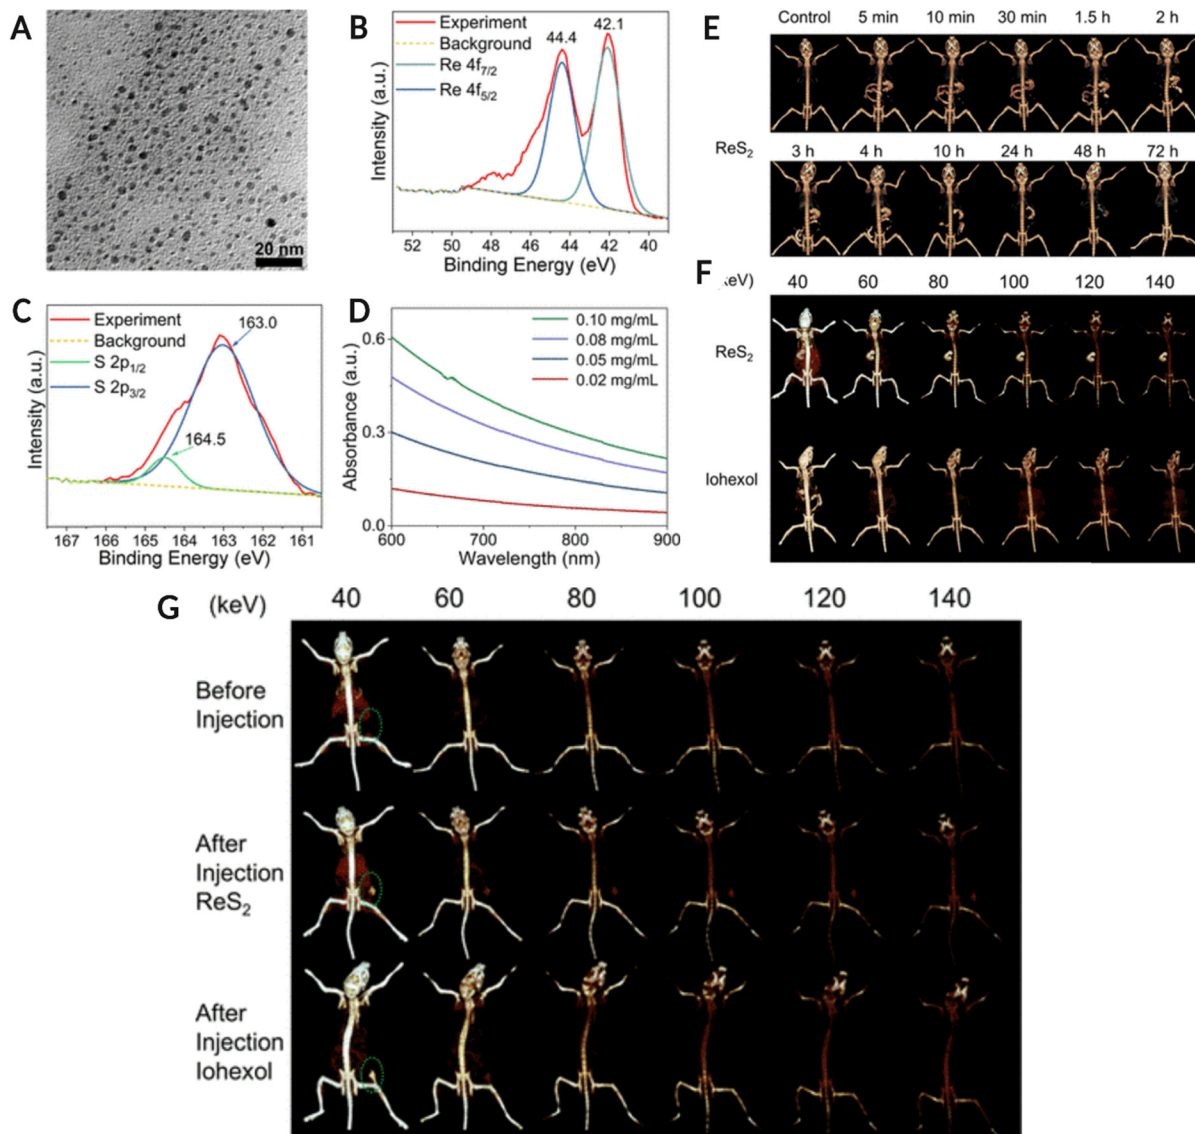 A
20 nm
B
Experiment
Background
Re 4f7/2
Re 4f5/2
44.4
42.1
Intensity (a.u.)
52 50 48 46 44 42 40
Binding Energy (eV)
C
Experiment
Background
S 2p1/2
S 2p3/2
163.0
164.5
Intensity (a.u.)
167 166 165 164 163 162 161
Binding Energy (eV)
D
0.10 mg/mL
0.08 mg/mL
0.05 mg/mL
0.02 mg/mL
Absorbance (a.u.)
0.6
0.3
0.0
600 700 800 900
Wavelength (nm)
E
Control 5 min 10 min 30 min 1.5 h 2 h
ReS2
3 h 4 h 10 h 24 h 48 h 72 h
F
keV) 40 60 80 100 120 140
ReS2
Iohexol
G
(keV) 40 60 80 100 120 140
Before
Injection
After
Injection
ReS2
After
Injection
Iohexol